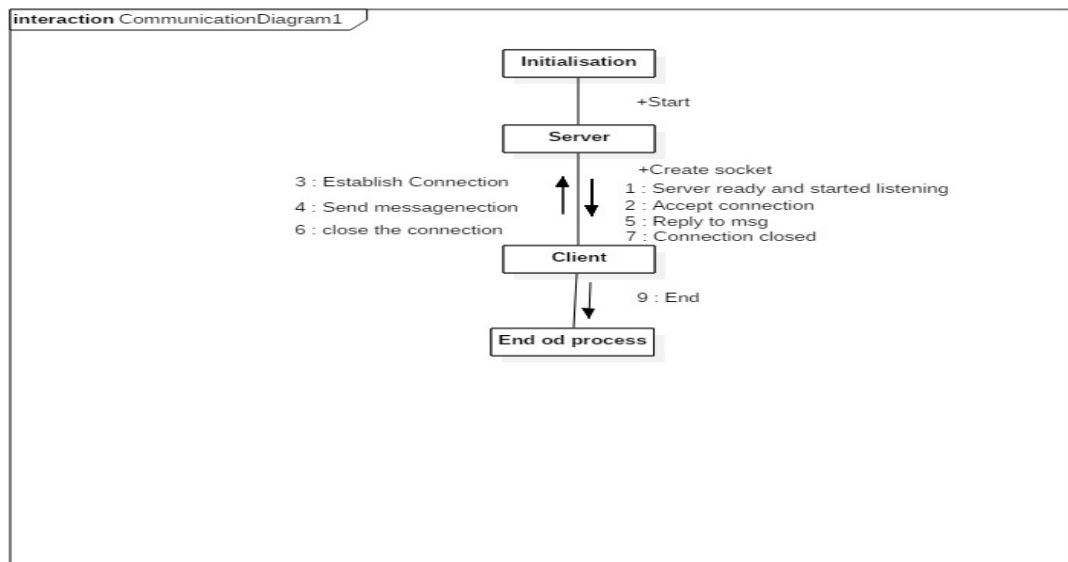 interaction CommunicationDiagram1
Initialisation
+Start
Server
+Create socket
3 : Establish Connection
1 : Server ready and started listening
4 : Send messagenection
2 : Accept connection
5 : Reply to msg
6 : close the connection
7 : Connection closed
Client
9 : End
End od process